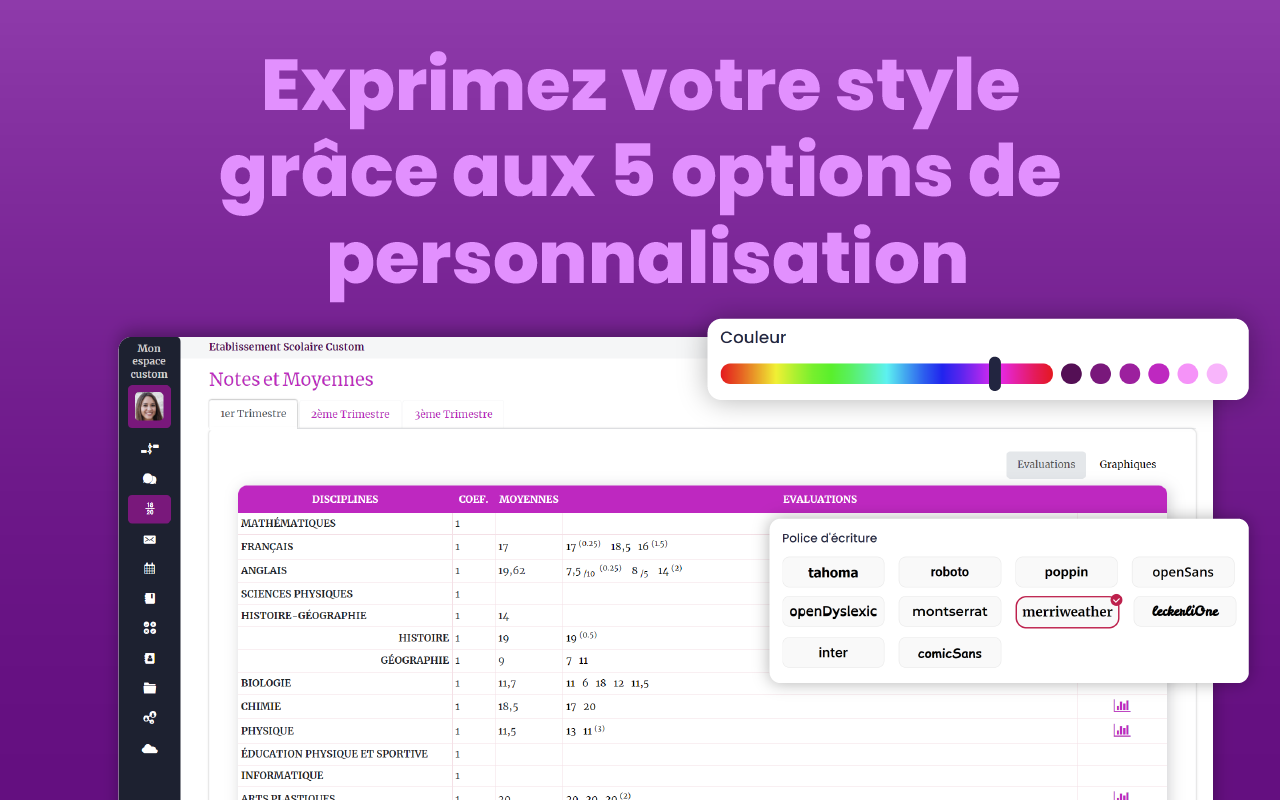 Exprimez votre style
grâce aux 5 options de
personnalisation
Couleur
Mon
espace
custom
Etablissement Scolaire Custom
Notes et Moyennes
1er Trimestre 2ème Trimestre 3ème Trimestre
Evaluations Graphiques
DISCIPLINES COEF. MOYENNES EVALUATIONS
MATHÉMATIQUES 1
FRANÇAIS 1 17 17 (0.25) 18,5 16 (1.5)
ANGLAIS 1 19,62 7,5 /10 (0.25) 8 /5 14 (2)
SCIENCES PHYSIQUES 1
HISTOIRE-GÉOGRAPHIE 1 14
HISTOIRE 1 19 19 (0.5)
GÉOGRAPHIE 1 9 7 11
BIOLOGIE 1 11,7 11 6 18 12 11,5
CHIMIE 1 18,5 17 20
PHYSIQUE 1 11,5 13 11 (3)
ÉDUCATION PHYSIQUE ET SPORTIVE 1
INFORMATIQUE 1
ARTS PLASTIQUES 1 20 20 20 20 (2)
18
20
Police d'écriture
tahoma roboto poppin openSans
openDyslexic montserrat merriweather leckerliOne
inter comicSans